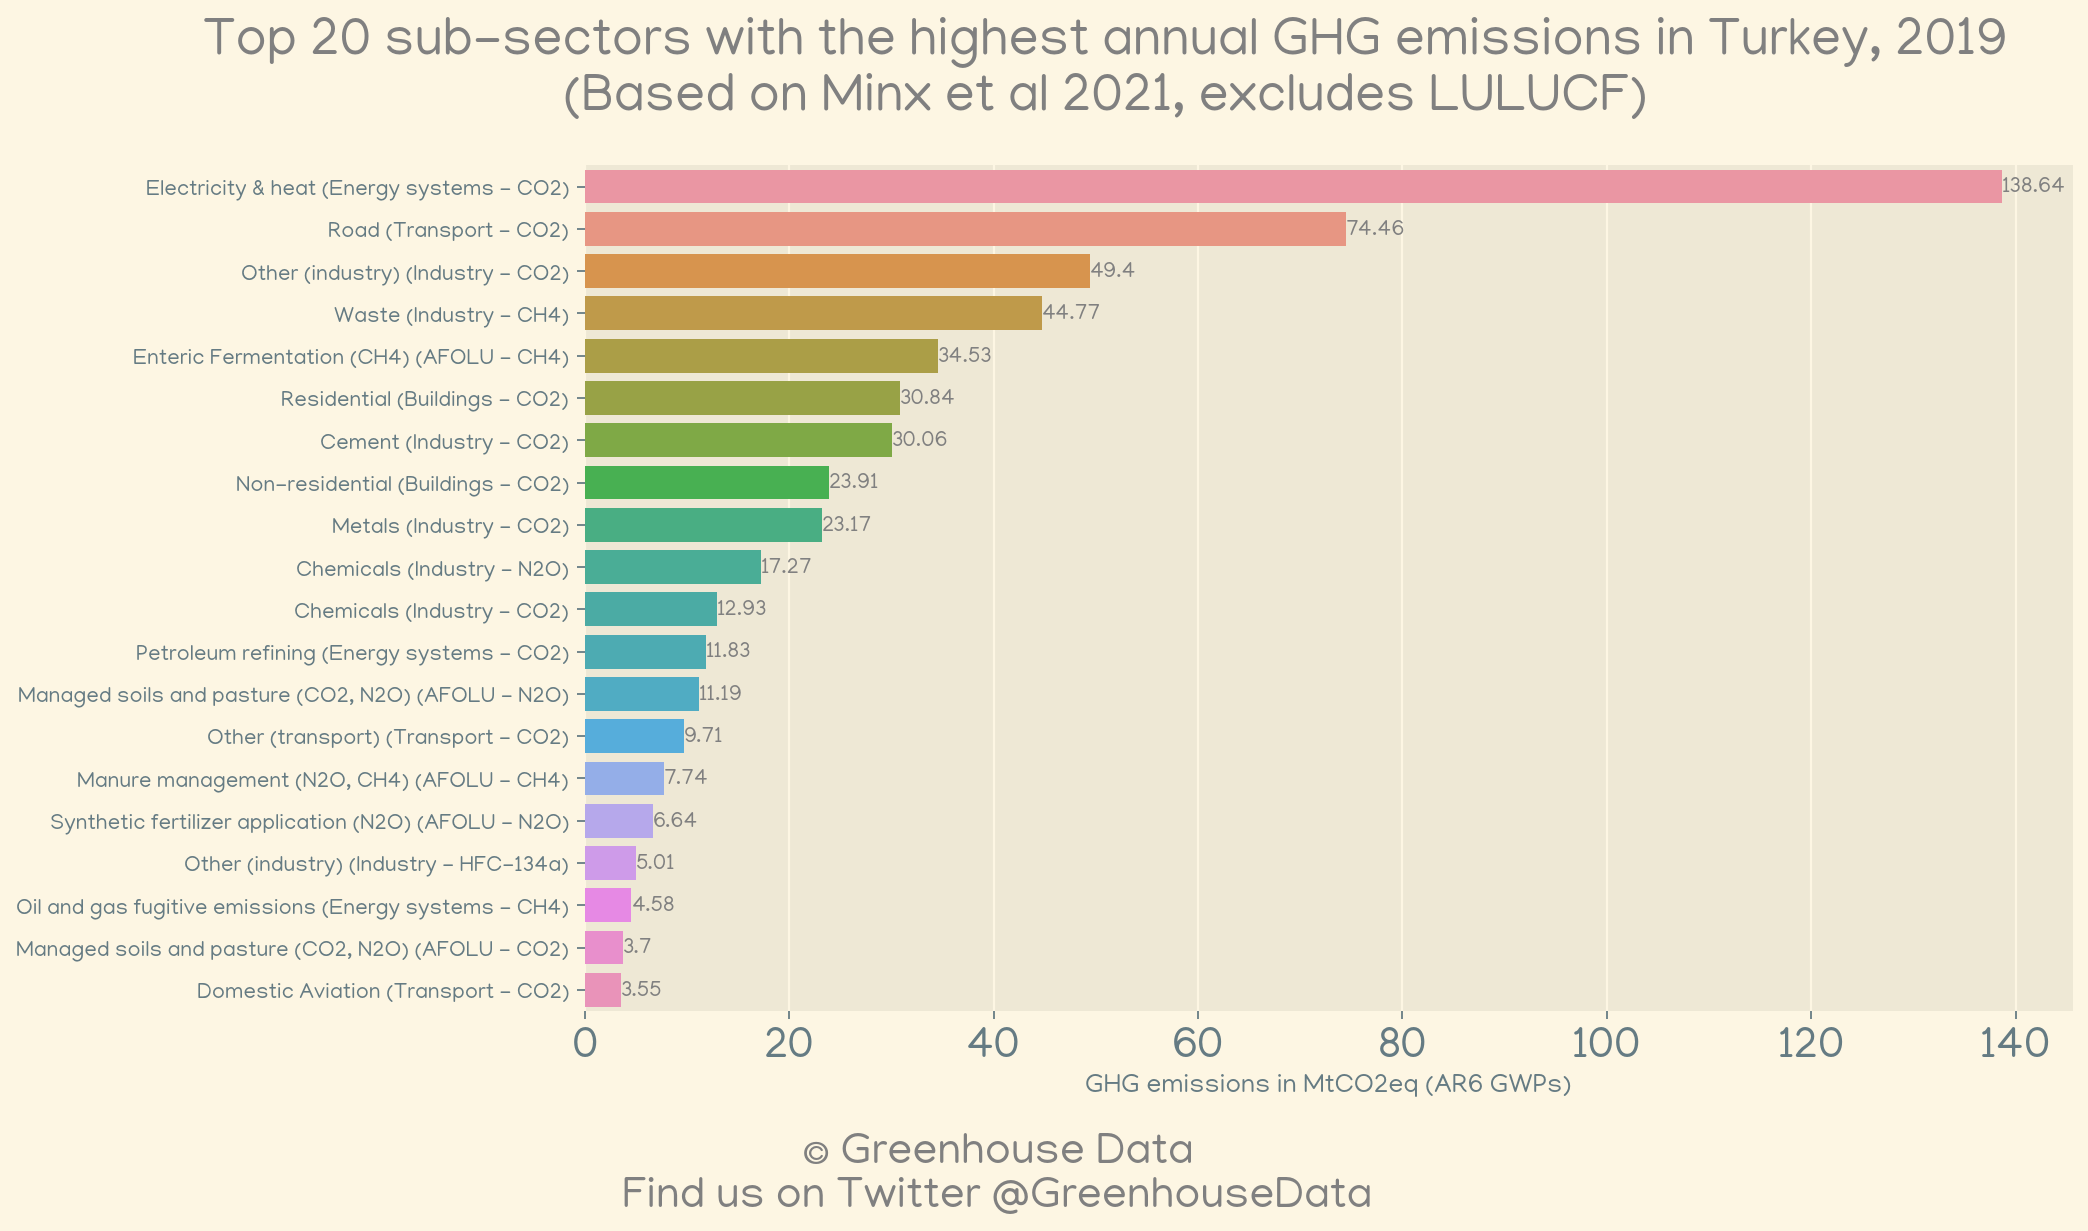 Top 20 sub-sectors with the highest annual GHG emissions in Turkey, 2019
(Based on Minx et al 2021, excludes LULUCF)
Electricity & heat (Energy systems - CO2) 138.64
Road (Transport - CO2) 74.46
Other (industry) (Industry - CO2) 49.4
Waste (Industry - CH4) 44.77
Enteric Fermentation (CH4) (AFOLU - CH4) 34.53
Residential (Buildings - CO2) 30.84
Cement (Industry - CO2) 30.06
Non-residential (Buildings - CO2) 23.91
Metals (Industry - CO2) 23.17
Chemicals (Industry - N2O) 17.27
Chemicals (Industry - CO2) 12.93
Petroleum refining (Energy systems - CO2) 11.83
Managed soils and pasture (CO2, N2O) (AFOLU - N2O) 11.19
Other (transport) (Transport - CO2) 9.71
Manure management (N2O, CH4) (AFOLU - CH4) 7.74
Synthetic fertilizer application (N2O) (AFOLU - N2O) 6.64
Other (industry) (Industry - HFC-134a) 5.01
Oil and gas fugitive emissions (Energy systems - CH4) 4.58
Managed soils and pasture (CO2, N2O) (AFOLU - CO2) 3.7
Domestic Aviation (Transport - CO2) 3.55
0 20 40 60 80 100 120 140
GHG emissions in MtCO2eq (AR6 GWPs)
© Greenhouse Data
Find us on Twitter @GreenhouseData